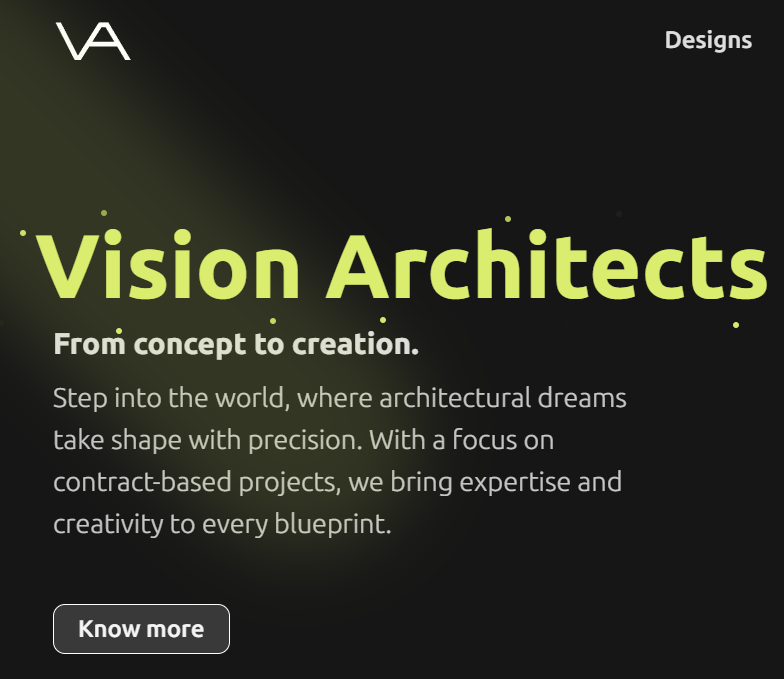 VA
Designs
Vision Architects
From concept to creation.
Step into the world, where architectural dreams
take shape with precision. With a focus on
contract-based projects, we bring expertise and
creativity to every blueprint.
Know more